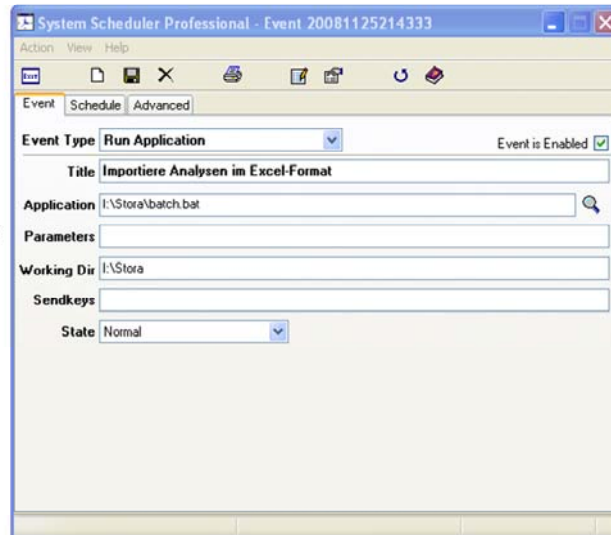 System Scheduler Professional - Event 20081125214333
Action View Help
Exit
Event Schedule Advanced
Event Type Run Application Event is Enabled
Title Importiere Analysen im Excel-Format
Application I:\Stora\batch.bat
Parameters
Working Dir I:\Stora
Sendkeys
State Normal